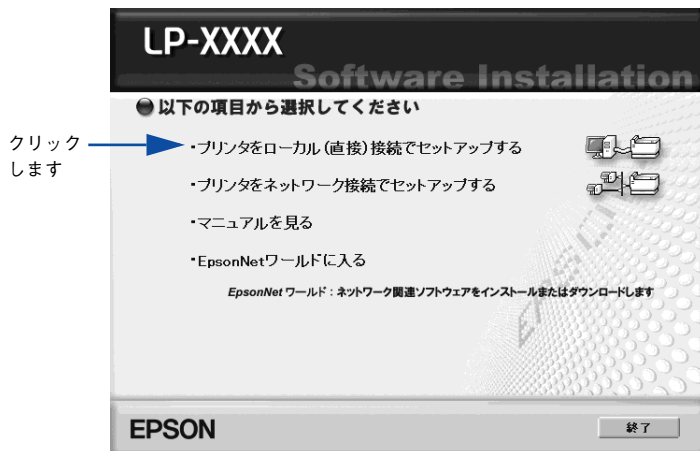 LP-XXXX
Software Installation
以下の項目から選択してください
クリック
します
・プリンタをローカル(直接)接続でセットアップする
・プリンタをネットワーク接続でセットアップする
・マニュアルを見る
・EpsonNetワールドに入る
EpsonNet ワールド：ネットワーク関連ソフトウェアをインストールまたはダウンロードします
EPSON
EPSON
終了